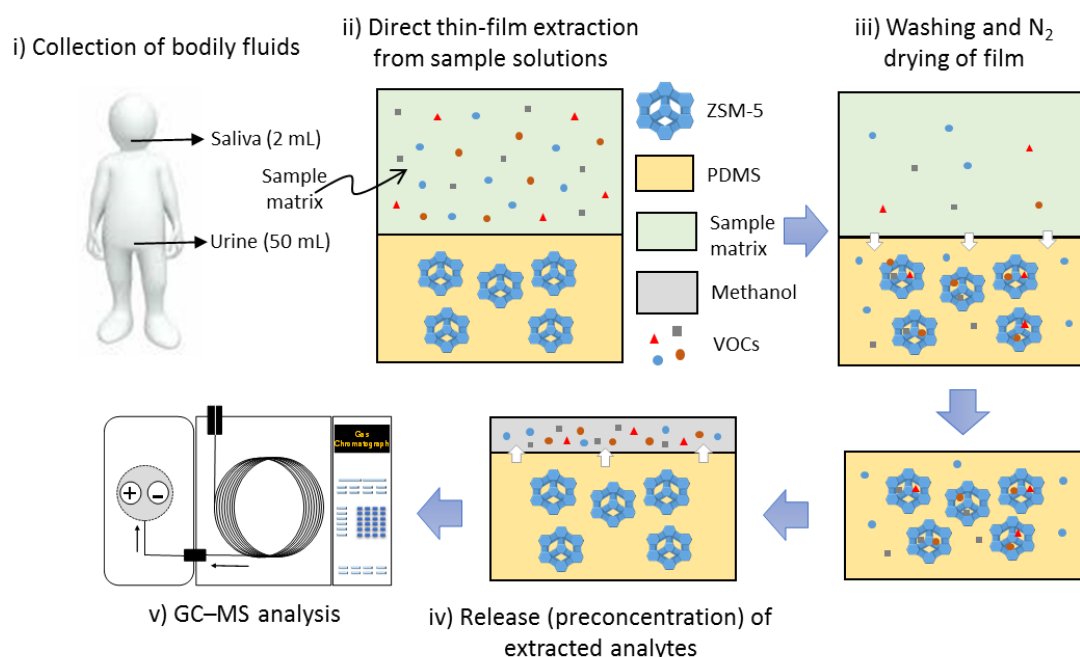 i) Collection of bodily fluids
Saliva (2 mL)
Sample
matrix
Urine (50 mL)
ii) Direct thin-film extraction
from sample solutions
ZSM-5
PDMS
Sample
matrix
Methanol
VOCs
iii) Washing and N₂
drying of film
iv) Release (preconcentration) of
extracted analytes
Gas
Chromatograph
+ −
v) GC–MS analysis